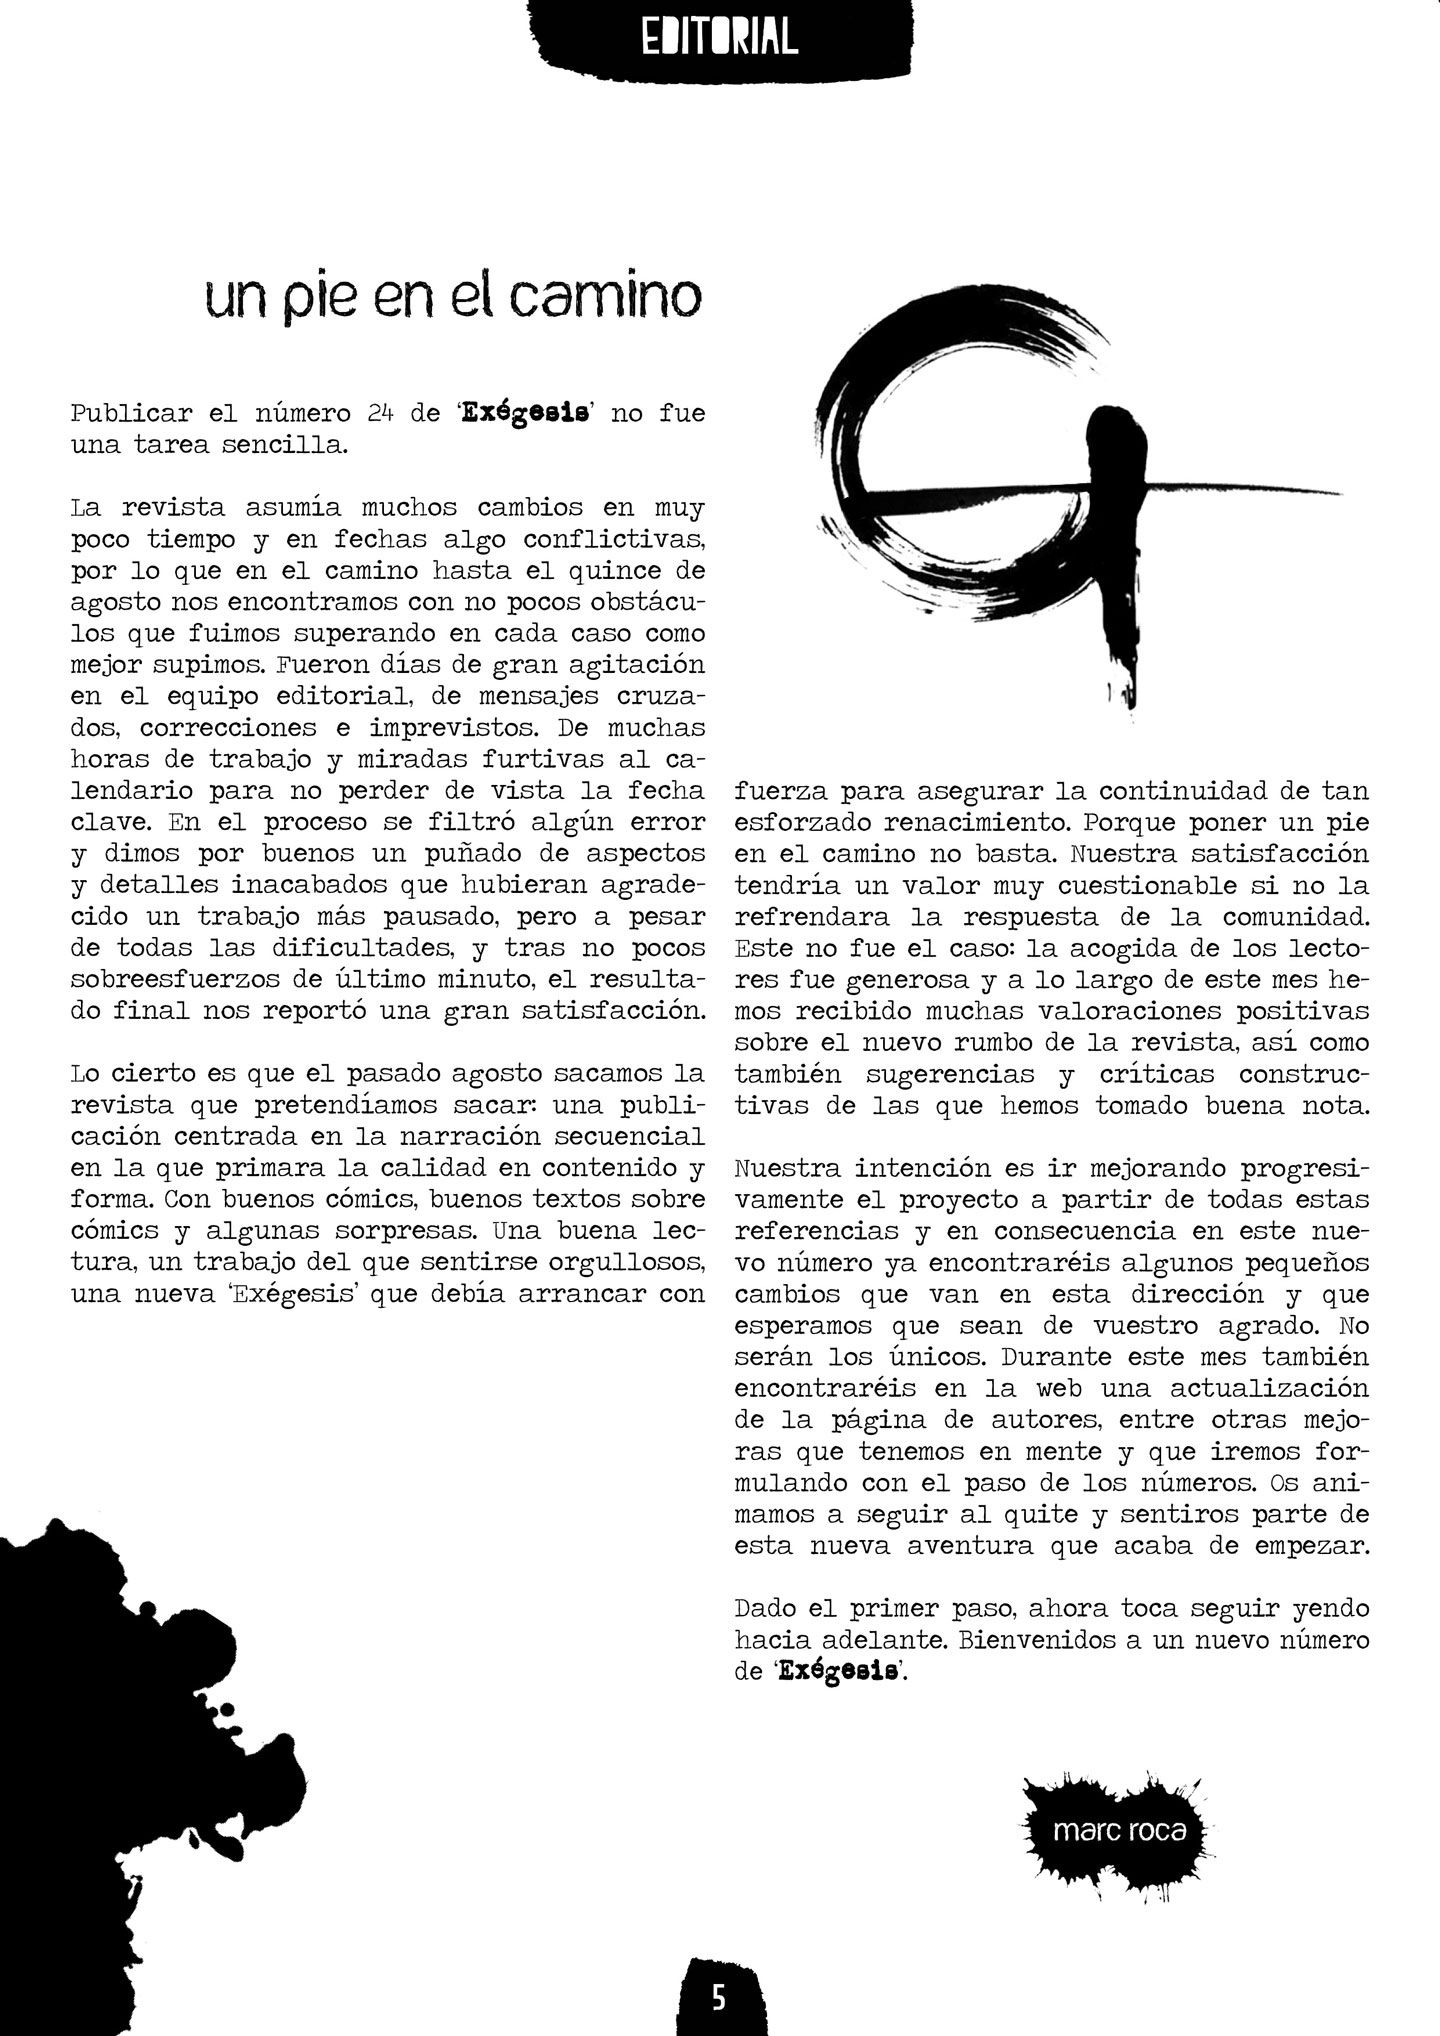 EDITORIAL
un pie en el camino
Publicar el número 24 de ‘Exégesis’ no fue
una tarea sencilla.
La revista asumía muchos cambios en muy
poco tiempo y en fechas algo conflictivas,
por lo que en el camino hasta el quince de
agosto nos encontramos con no pocos obstácu-
los que fuimos superando en cada caso como
mejor supimos. Fueron días de gran agitación
en el equipo editorial, de mensajes cruza-
dos, correcciones e imprevistos. De muchas
horas de trabajo y miradas furtivas al ca-
lendario para no perder de vista la fecha
clave. En el proceso se filtró algún error
y dimos por buenos un puñado de aspectos
y detalles inacabados que hubieran agrade-
cido un trabajo más pausado, pero a pesar
de todas las dificultades, y tras no pocos
sobreesfuerzos de último minuto, el resulta-
do final nos reportó una gran satisfacción.
Lo cierto es que el pasado agosto sacamos la
revista que pretendíamos sacar: una publi-
cación centrada en la narración secuencial
en la que primara la calidad en contenido y
forma. Con buenos cómics, buenos textos sobre
cómics y algunas sorpresas. Una buena lec-
tura, un trabajo del que sentirse orgullosos,
una nueva ‘Exégesis’ que debía arrancar con
fuerza para asegurar la continuidad de tan
esforzado renacimiento. Porque poner un pie
en el camino no basta. Nuestra satisfacción
tendría un valor muy cuestionable si no la
refrendara la respuesta de la comunidad.
Este no fue el caso: la acogida de los lecto-
res fue generosa y a lo largo de este mes he-
mos recibido muchas valoraciones positivas
sobre el nuevo rumbo de la revista, así como
también sugerencias y críticas construc-
tivas de las que hemos tomado buena nota.
Nuestra intención es ir mejorando progresi-
vamente el proyecto a partir de todas estas
referencias y en consecuencia en este nue-
vo número ya encontraréis algunos pequeños
cambios que van en esta dirección y que
esperamos que sean de vuestro agrado. No
serán los únicos. Durante este mes también
encontraréis en la web una actualización
de la página de autores, entre otras mejo-
ras que tenemos en mente y que iremos for-
mulando con el paso de los números. Os ani-
mamos a seguir al quite y sentiros parte de
esta nueva aventura que acaba de empezar.
Dado el primer paso, ahora toca seguir yendo
hacia adelante. Bienvenidos a un nuevo número
de ‘Exégesis’.
marc roca
5